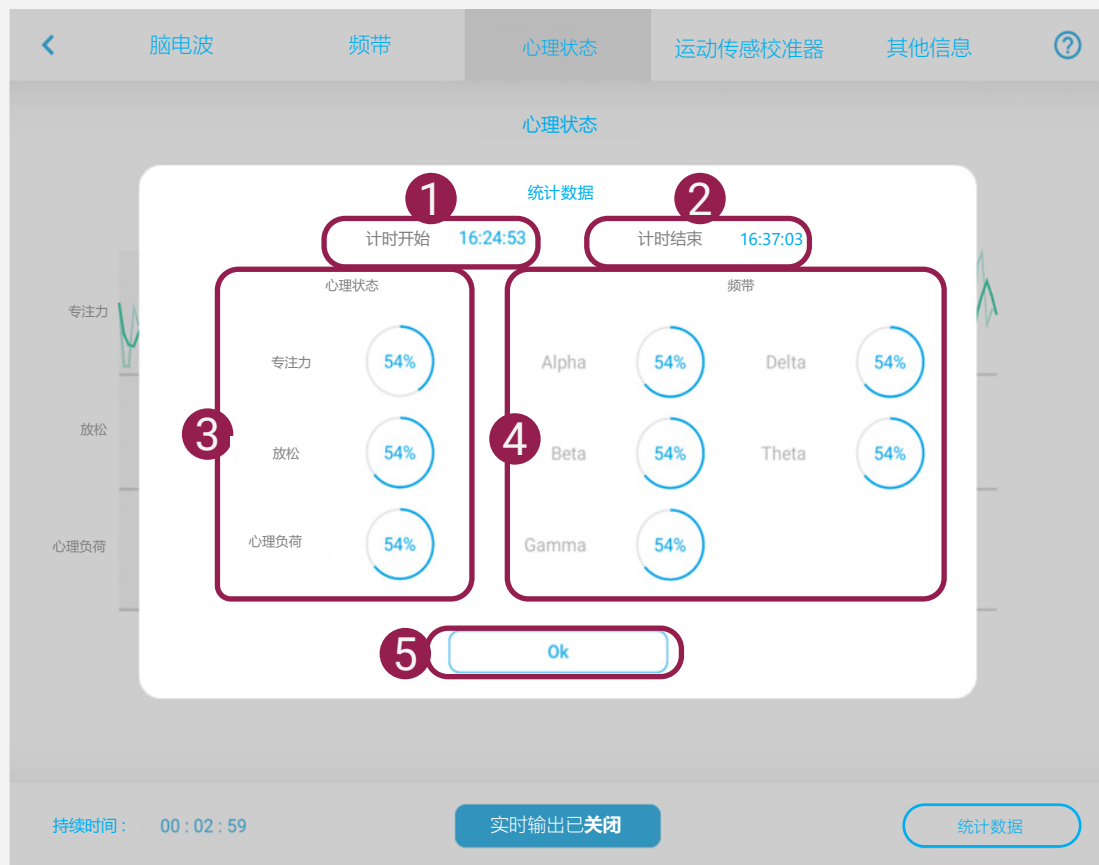 脑电波 频带 心理状态 运动传感校准器 其他信息 ?
心理状态
统计数据
1 2
计时开始 16:24:53 计时结束 16:37:03
心理状态 频带
专注力
专注力 54% Alpha 54% Delta 54%
放松
3 4
放松 54% Beta 54% Theta 54%
心理负荷
心理负荷 54% Gamma 54%
5 Ok
持续时间： 00 : 02 : 59 实时输出已关闭 统计数据